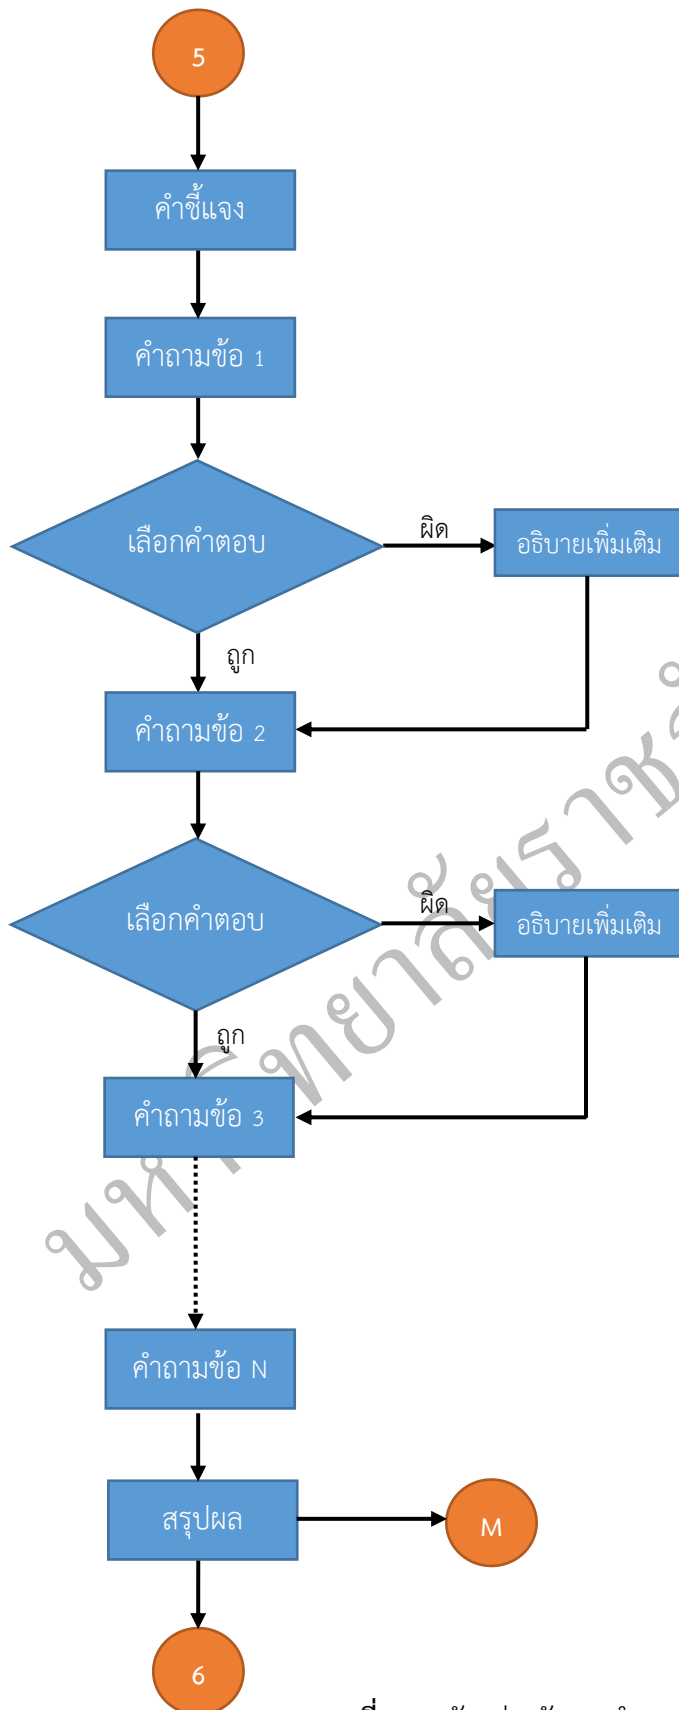 5
คำชี้แจง
คำถามข้อ 1
เลือกคำตอบ
ผิด
อธิบายเพิ่มเติม
ถูก
คำถามข้อ 2
เลือกคำตอบ
ผิด
อธิบายเพิ่มเติม
ถูก
คำถามข้อ 3
คำถามข้อ N
สรุปผล
M
6